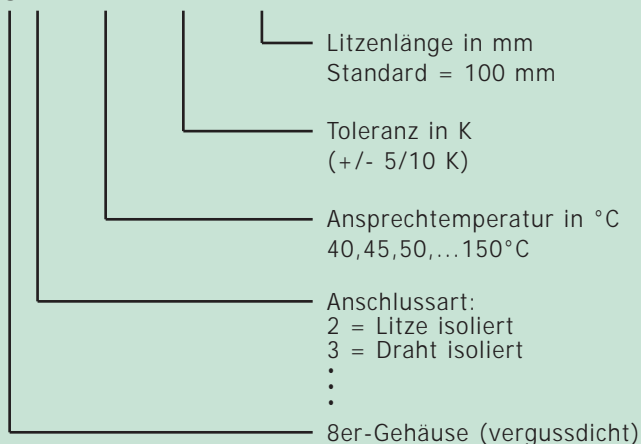 Litzenlänge in mm
Standard = 100 mm
Toleranz in K
(+/- 5/10 K)
Ansprechtemperatur in °C
40,45,50,...150°C
Anschlussart:
2 = Litze isoliert
3 = Draht isoliert
•
•
•
8er-Gehäuse (vergussdicht)